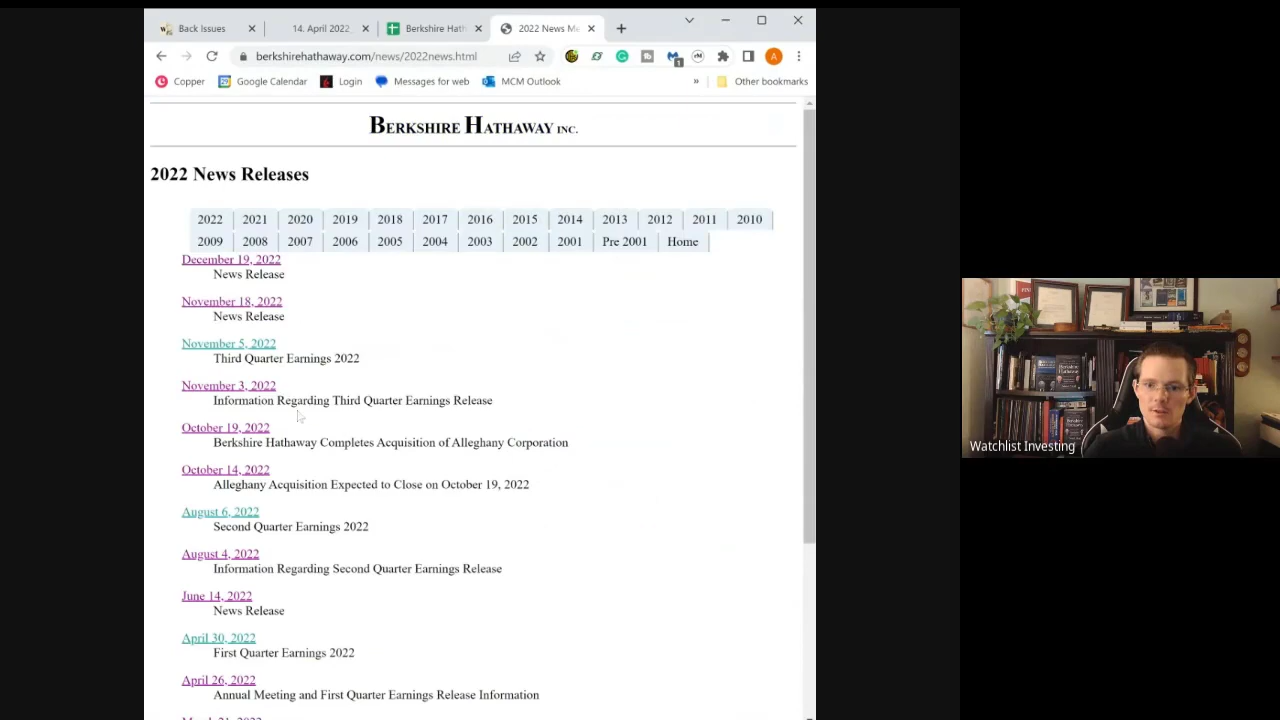 Back Issues
14. April 2022_
Berkshire Hath
2022 News Me
berkshirehathaway.com/news/2022news.html
1
A
Copper
Google Calendar
Login
Messages for web
MCM Outlook
»
Other bookmarks
BERKSHIRE HATHAWAY INC.
2022 News Releases
2022 2021 2020 2019 2018 2017 2016 2015 2014 2013 2012 2011 2010
2009 2008 2007 2006 2005 2004 2003 2002 2001 Pre 2001 Home
December 19, 2022
News Release
November 18, 2022
News Release
November 5, 2022
Third Quarter Earnings 2022
November 3, 2022
Information Regarding Third Quarter Earnings Release
October 19, 2022
Berkshire Hathaway Completes Acquisition of Alleghany Corporation
October 14, 2022
Alleghany Acquisition Expected to Close on October 19, 2022
August 6, 2022
Second Quarter Earnings 2022
August 4, 2022
Information Regarding Second Quarter Earnings Release
June 14, 2022
News Release
April 30, 2022
First Quarter Earnings 2022
April 26, 2022
Annual Meeting and First Quarter Earnings Release Information
Watchlist Investing